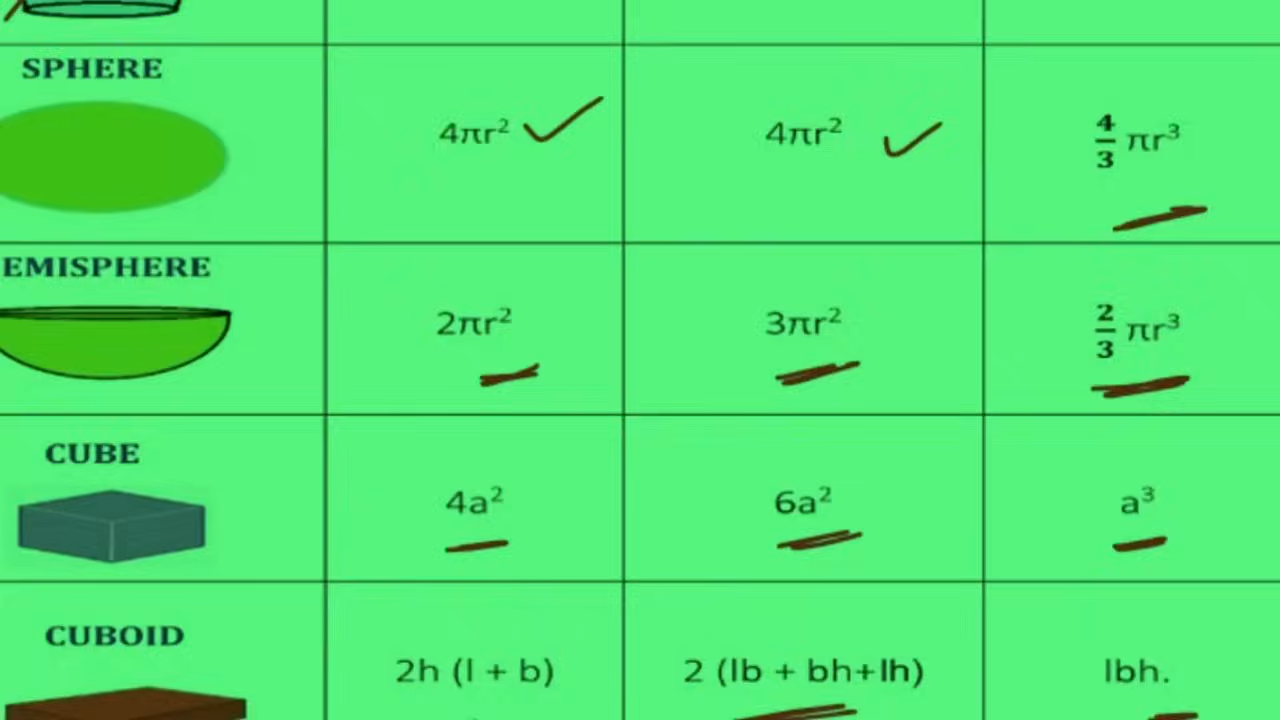 SPHERE
4πr² 4πr² 4/3 πr³
EMISPHERE
2πr² 3πr² 2/3 πr³
CUBE
4a² 6a² a³
CUBOID
2h (l + b) 2 (lb + bh+lh) lbh.